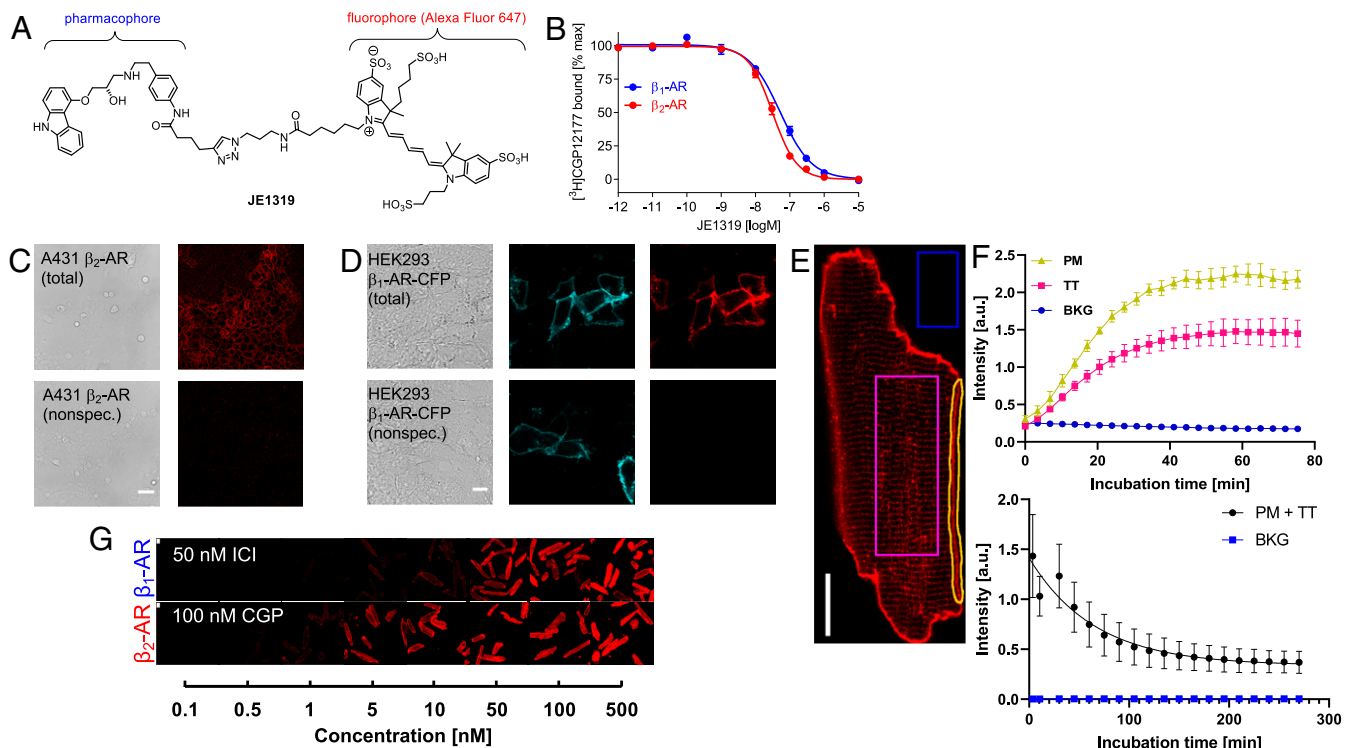 A
pharmacophore
fluorophore (Alexa Fluor 647)
⊖
SO₃
SO₃H
HN
O
OH
HN
NH
O
N
N=N
N
H
O
N
⊕
SO₃H
N
HO₃S
JE1319
B
[³H]CGP12177 bound [% max]
100
75
50
25
0
β₁-AR
β₂-AR
-12 -11 -10 -9 -8 -7 -6 -5
JE1319 [logM]
C
A431 β₂-AR
(total)
A431 β₂-AR
(nonspec.)
D
HEK293
β₁-AR-CFP
(total)
HEK293
β₁-AR-CFP
(nonspec.)
E
F
Intensity [a.u.]
2.5
2.0
1.5
1.0
0.5
0.0
PM
TT
BKG
0 20 40 60 80
Incubation time [min]
Intensity [a.u.]
1.5
1.0
0.5
0.0
PM + TT
BKG
0 100 200 300
Incubation time [min]
G
β₁-AR
50 nM ICI
β₂-AR
100 nM CGP
0.1 0.5 1 5 10 50 100 500
Concentration [nM]